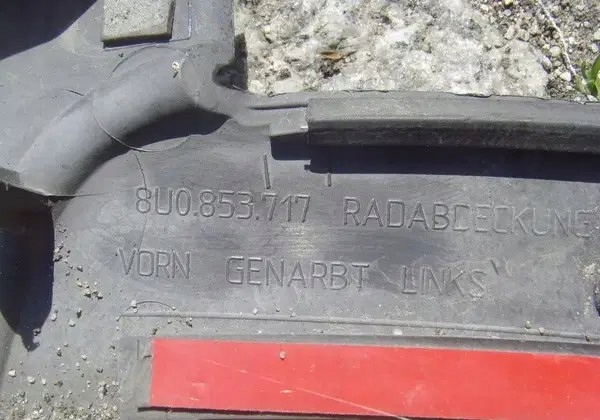 8U0.853.717 RADABDECKUNG
VORN GENARBT LINKS